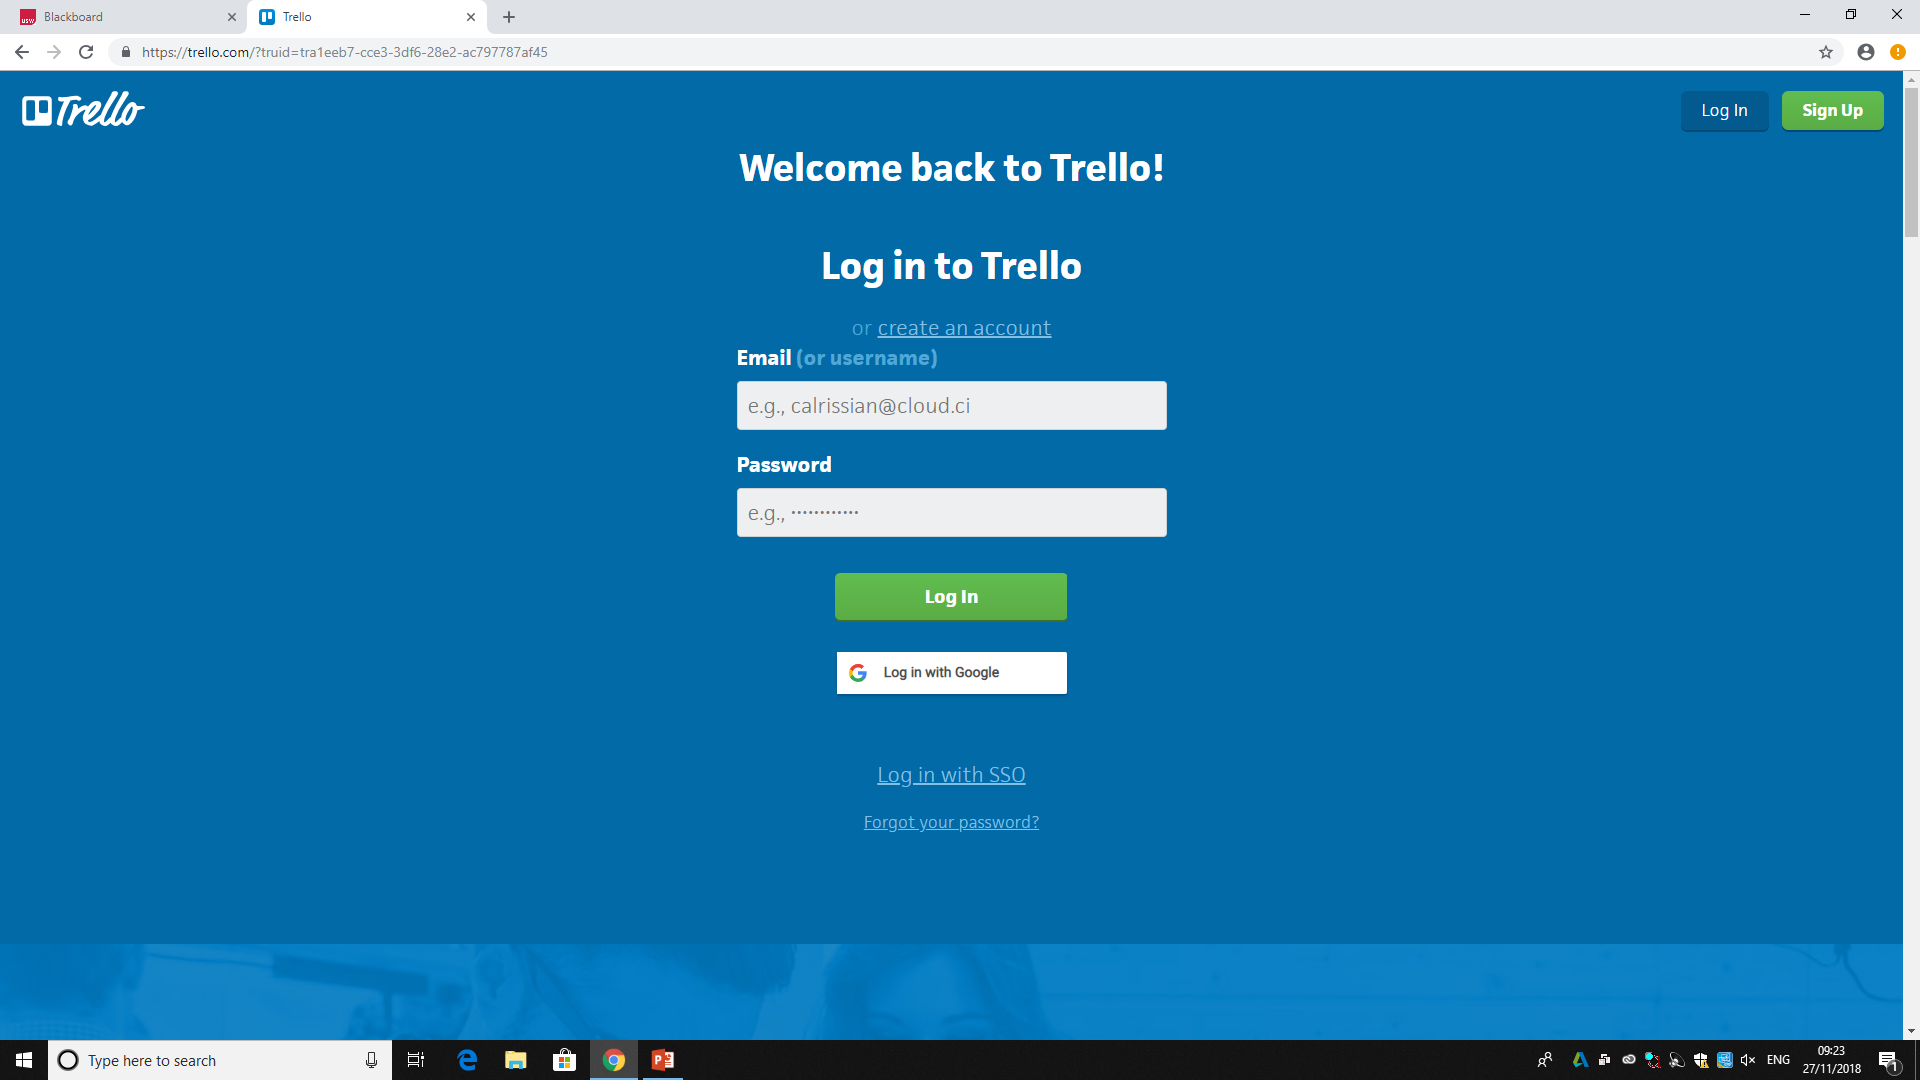 Blackboard
Trello
https://trello.com/?truid=tra1eeb7-cce3-3df6-28e2-ac797787af45
Trello
Log In
Sign Up
Welcome back to Trello!
Log in to Trello
or create an account
Email (or username)
e.g., calrissian@cloud.ci
Password
e.g., ••••••••••••
Log In
Log in with Google
Log in with SSO
Forgot your password?
Type here to search
ENG
09:23
27/11/2018
1